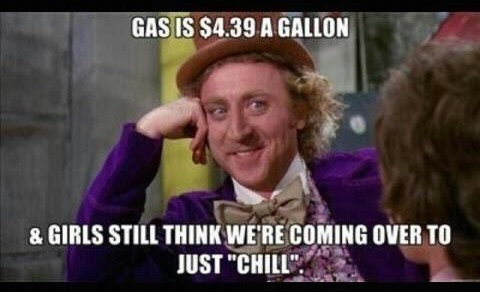 GAS IS $4.39 A GALLON
& GIRLS STILL THINK WE'RE COMING OVER TO
JUST "CHILL".